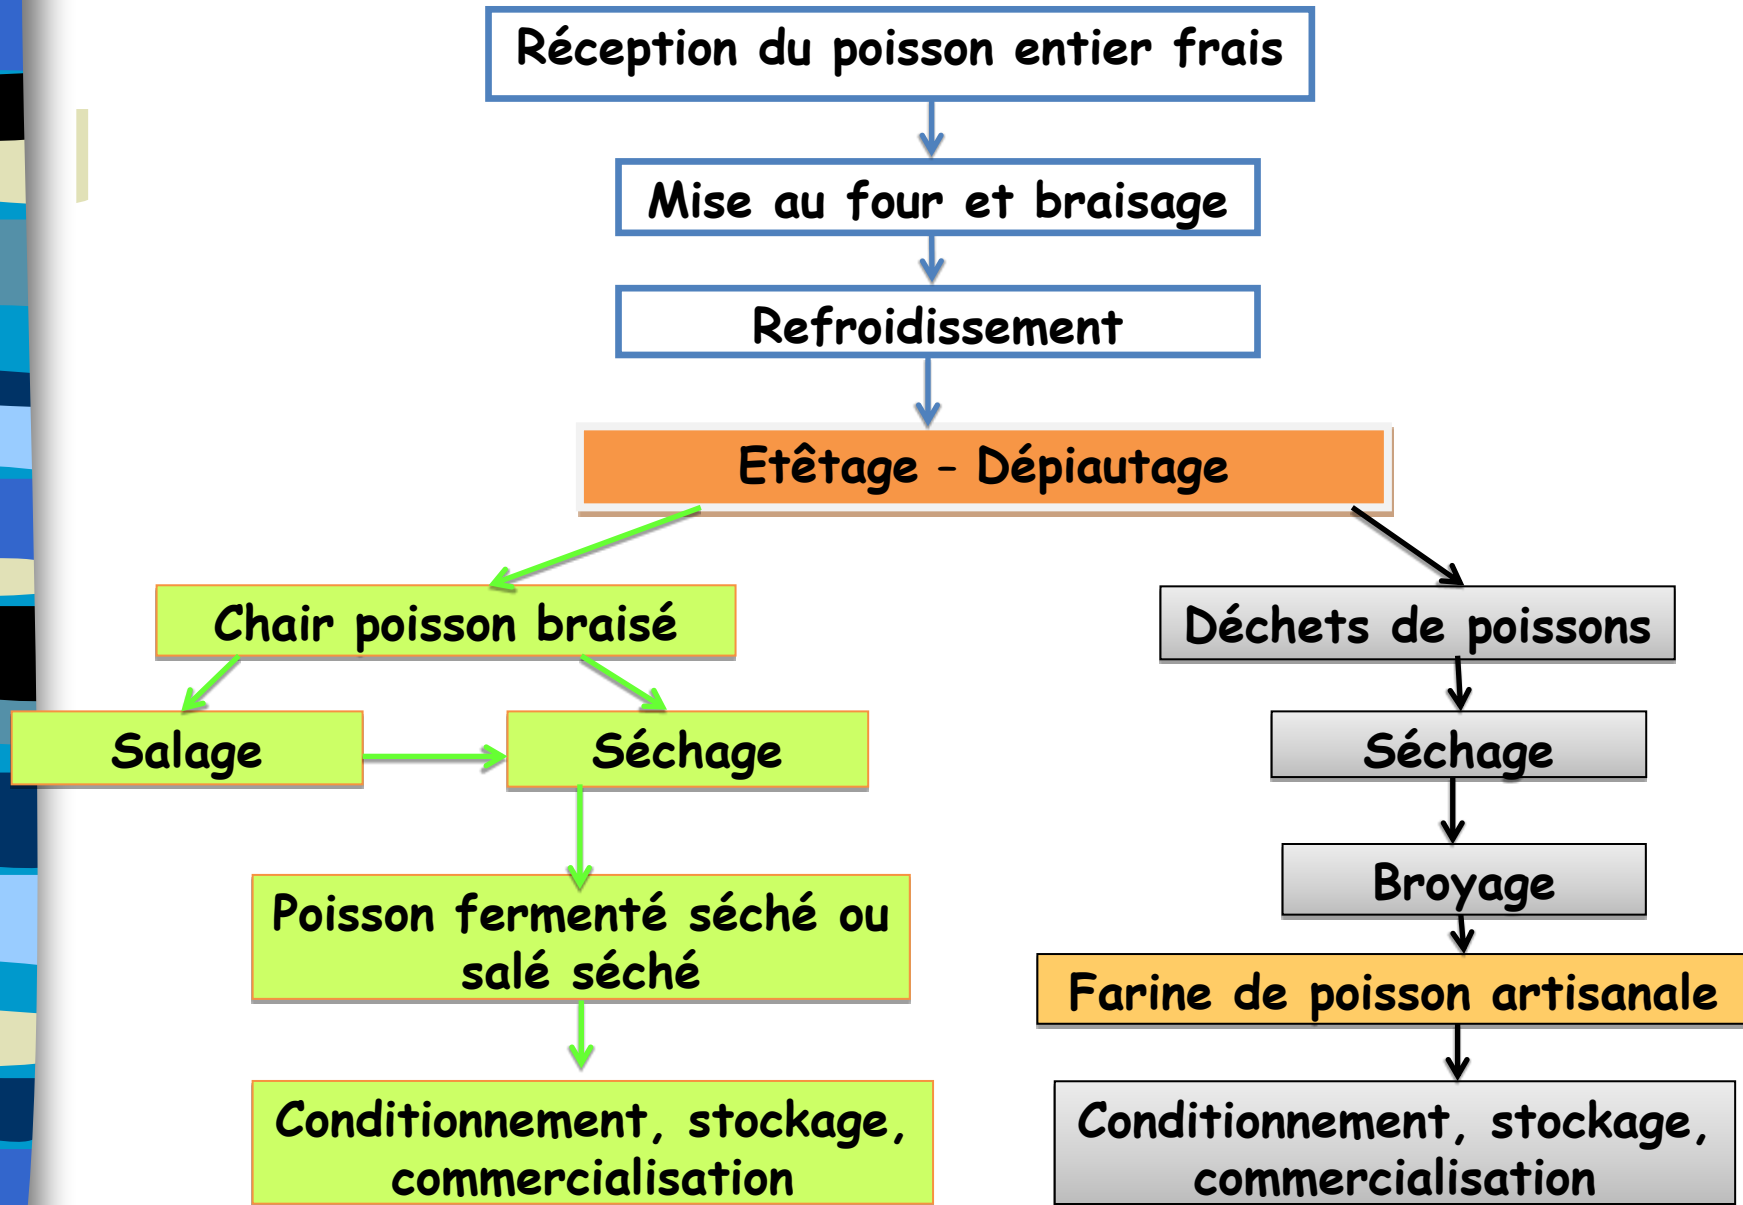 Réception du poisson entier frais
Mise au four et braisage
Refroidissement
Etêtage - Dépiautage
Chair poisson braisé
Déchets de poissons
Salage
Séchage
Séchage
Broyage
Poisson fermenté séché ou
salé séché
Farine de poisson artisanale
Conditionnement, stockage,
commercialisation
Conditionnement, stockage,
commercialisation